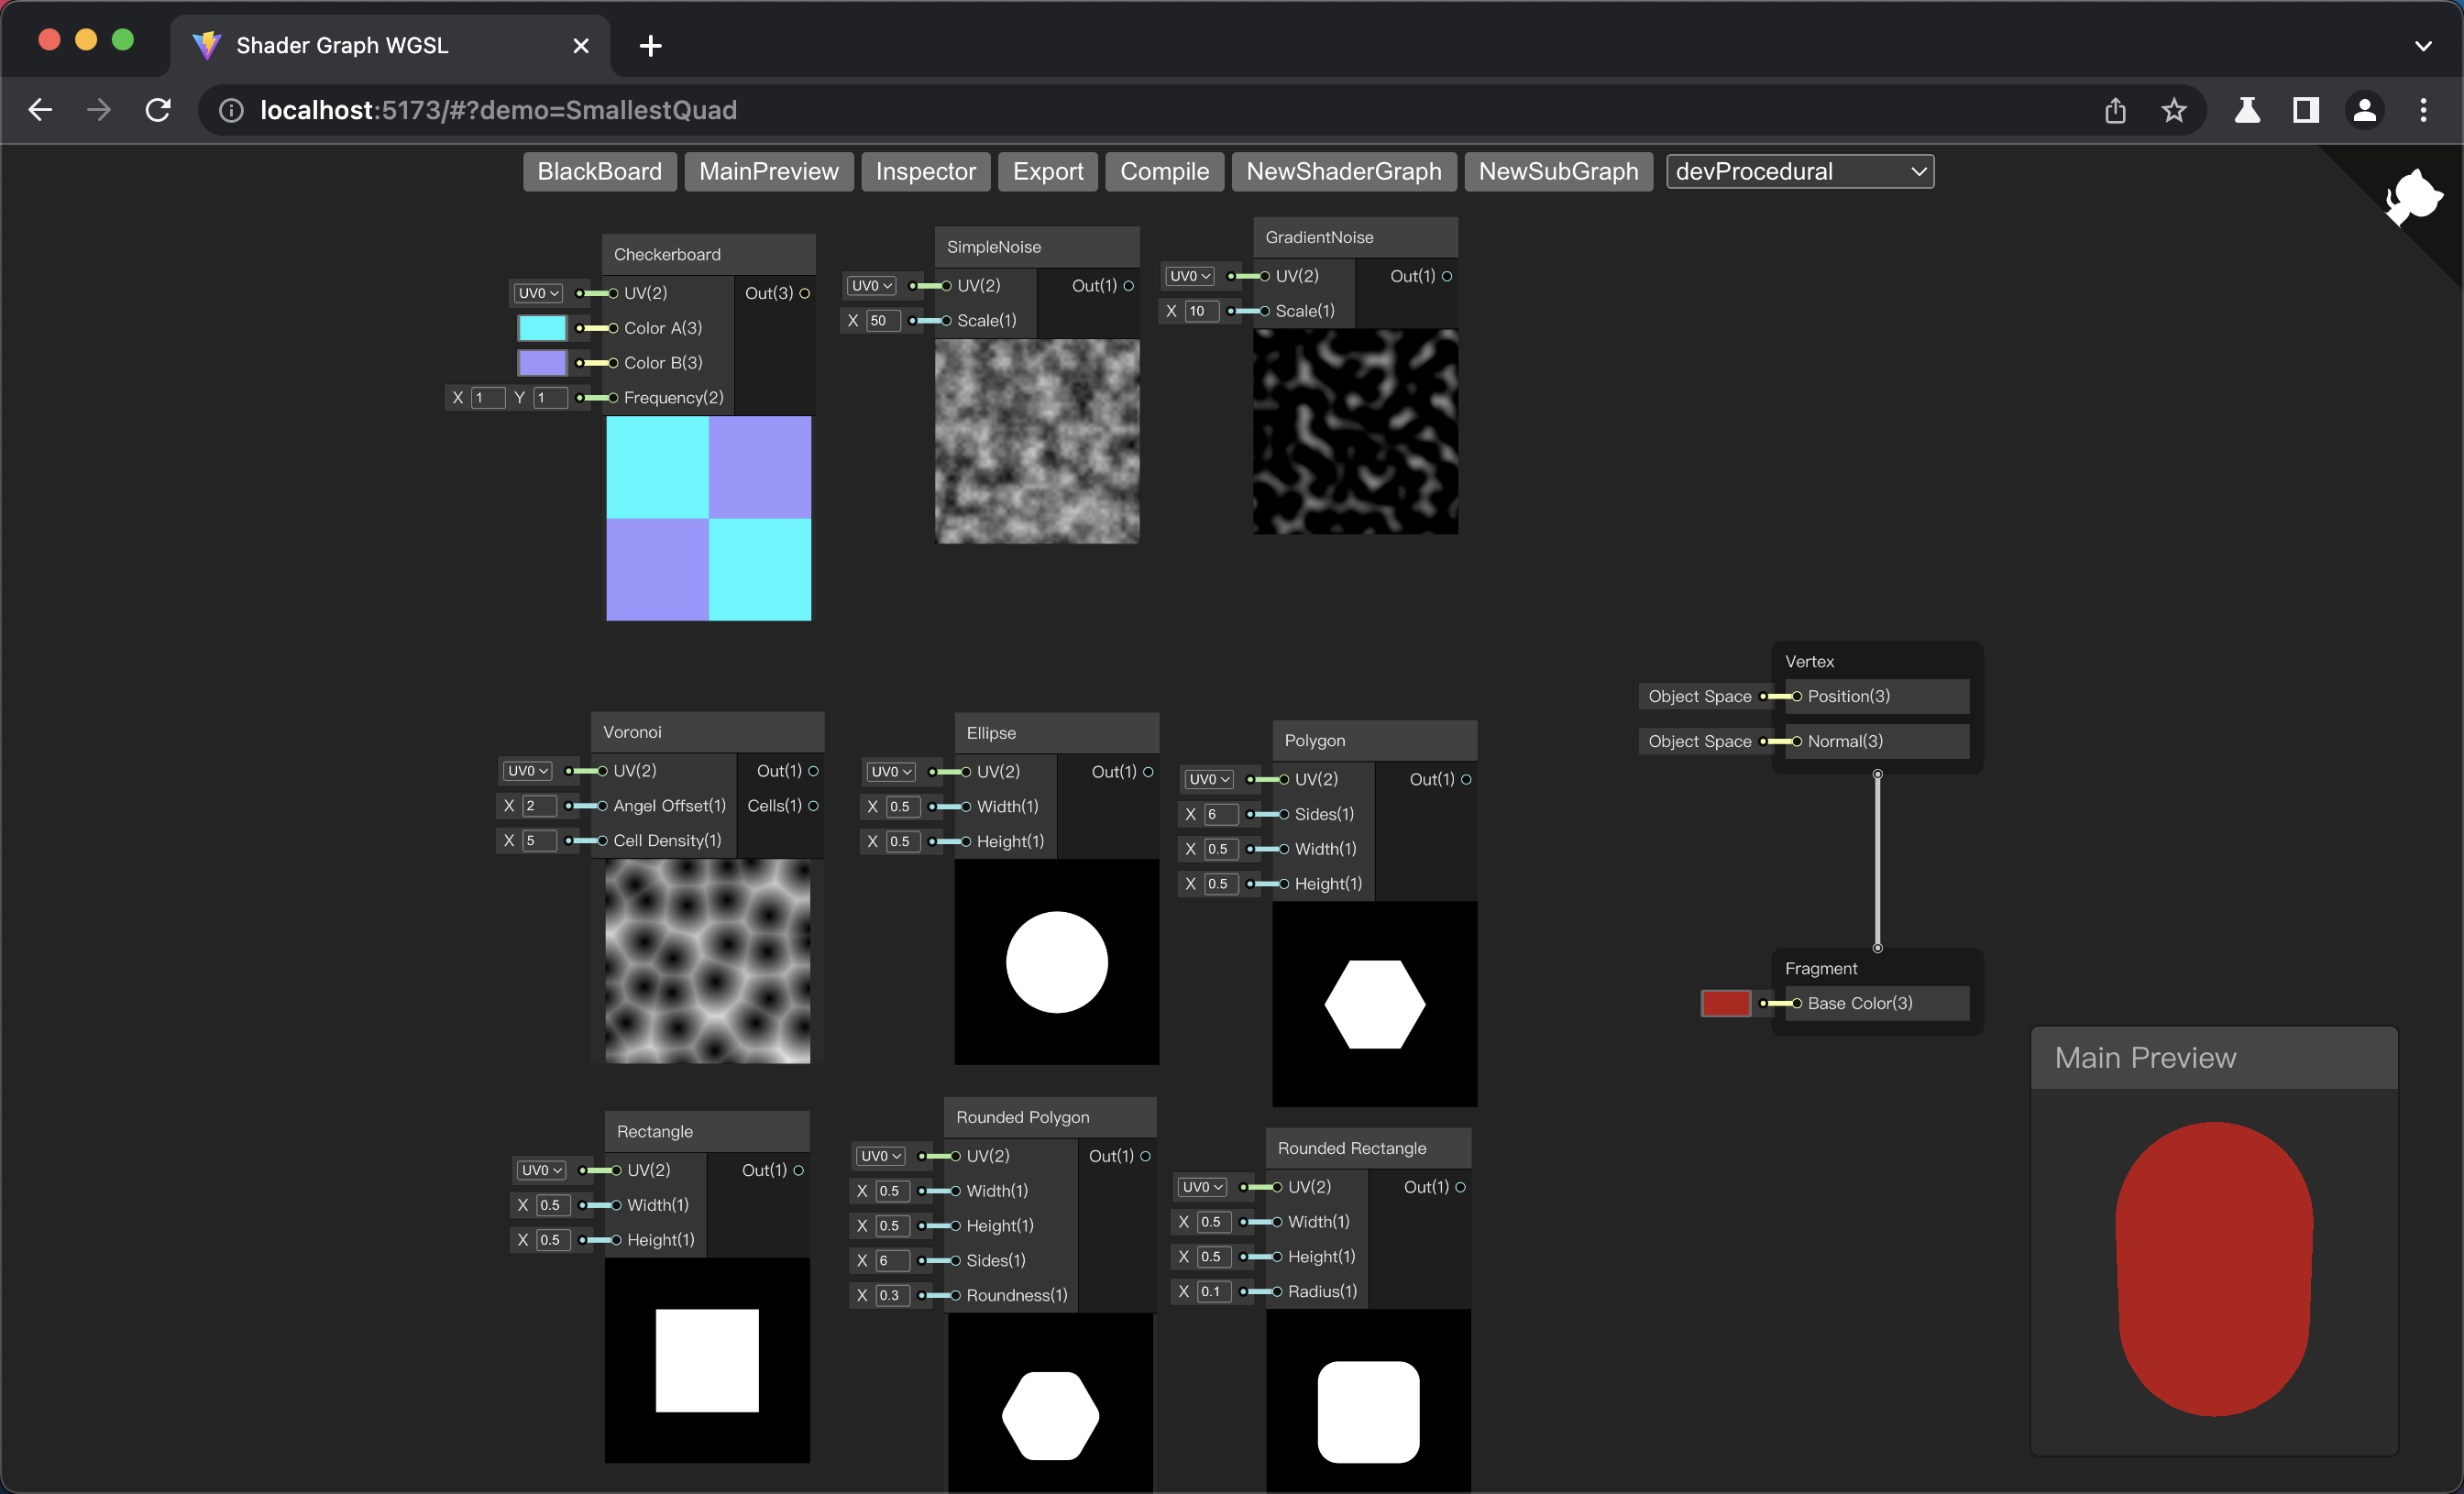 Shader Graph WGSL
localhost:5173/#?demo=SmallestQuad
BlackBoard MainPreview Inspector Export Compile NewShaderGraph NewSubGraph devProcedural
Checkerboard
UV0 UV(2) Out(3)
Color A(3)
Color B(3)
X 1 Y 1 Frequency(2)
SimpleNoise
UV0 UV(2) Out(1)
X 50 Scale(1)
GradientNoise
UV0 UV(2) Out(1)
X 10 Scale(1)
Voronoi
UV0 UV(2) Out(1)
X 2 Angel Offset(1) Cells(1)
X 5 Cell Density(1)
Ellipse
UV0 UV(2) Out(1)
X 0.5 Width(1)
X 0.5 Height(1)
Polygon
UV0 UV(2) Out(1)
X 6 Sides(1)
X 0.5 Width(1)
X 0.5 Height(1)
Vertex
Object Space Position(3)
Object Space Normal(3)
Fragment
Base Color(3)
Rectangle
UV0 UV(2) Out(1)
X 0.5 Width(1)
X 0.5 Height(1)
Rounded Polygon
UV0 UV(2) Out(1)
X 0.5 Width(1)
X 0.5 Height(1)
X 6 Sides(1)
X 0.3 Roundness(1)
Rounded Rectangle
UV0 UV(2) Out(1)
X 0.5 Width(1)
X 0.5 Height(1)
X 0.1 Radius(1)
Main Preview